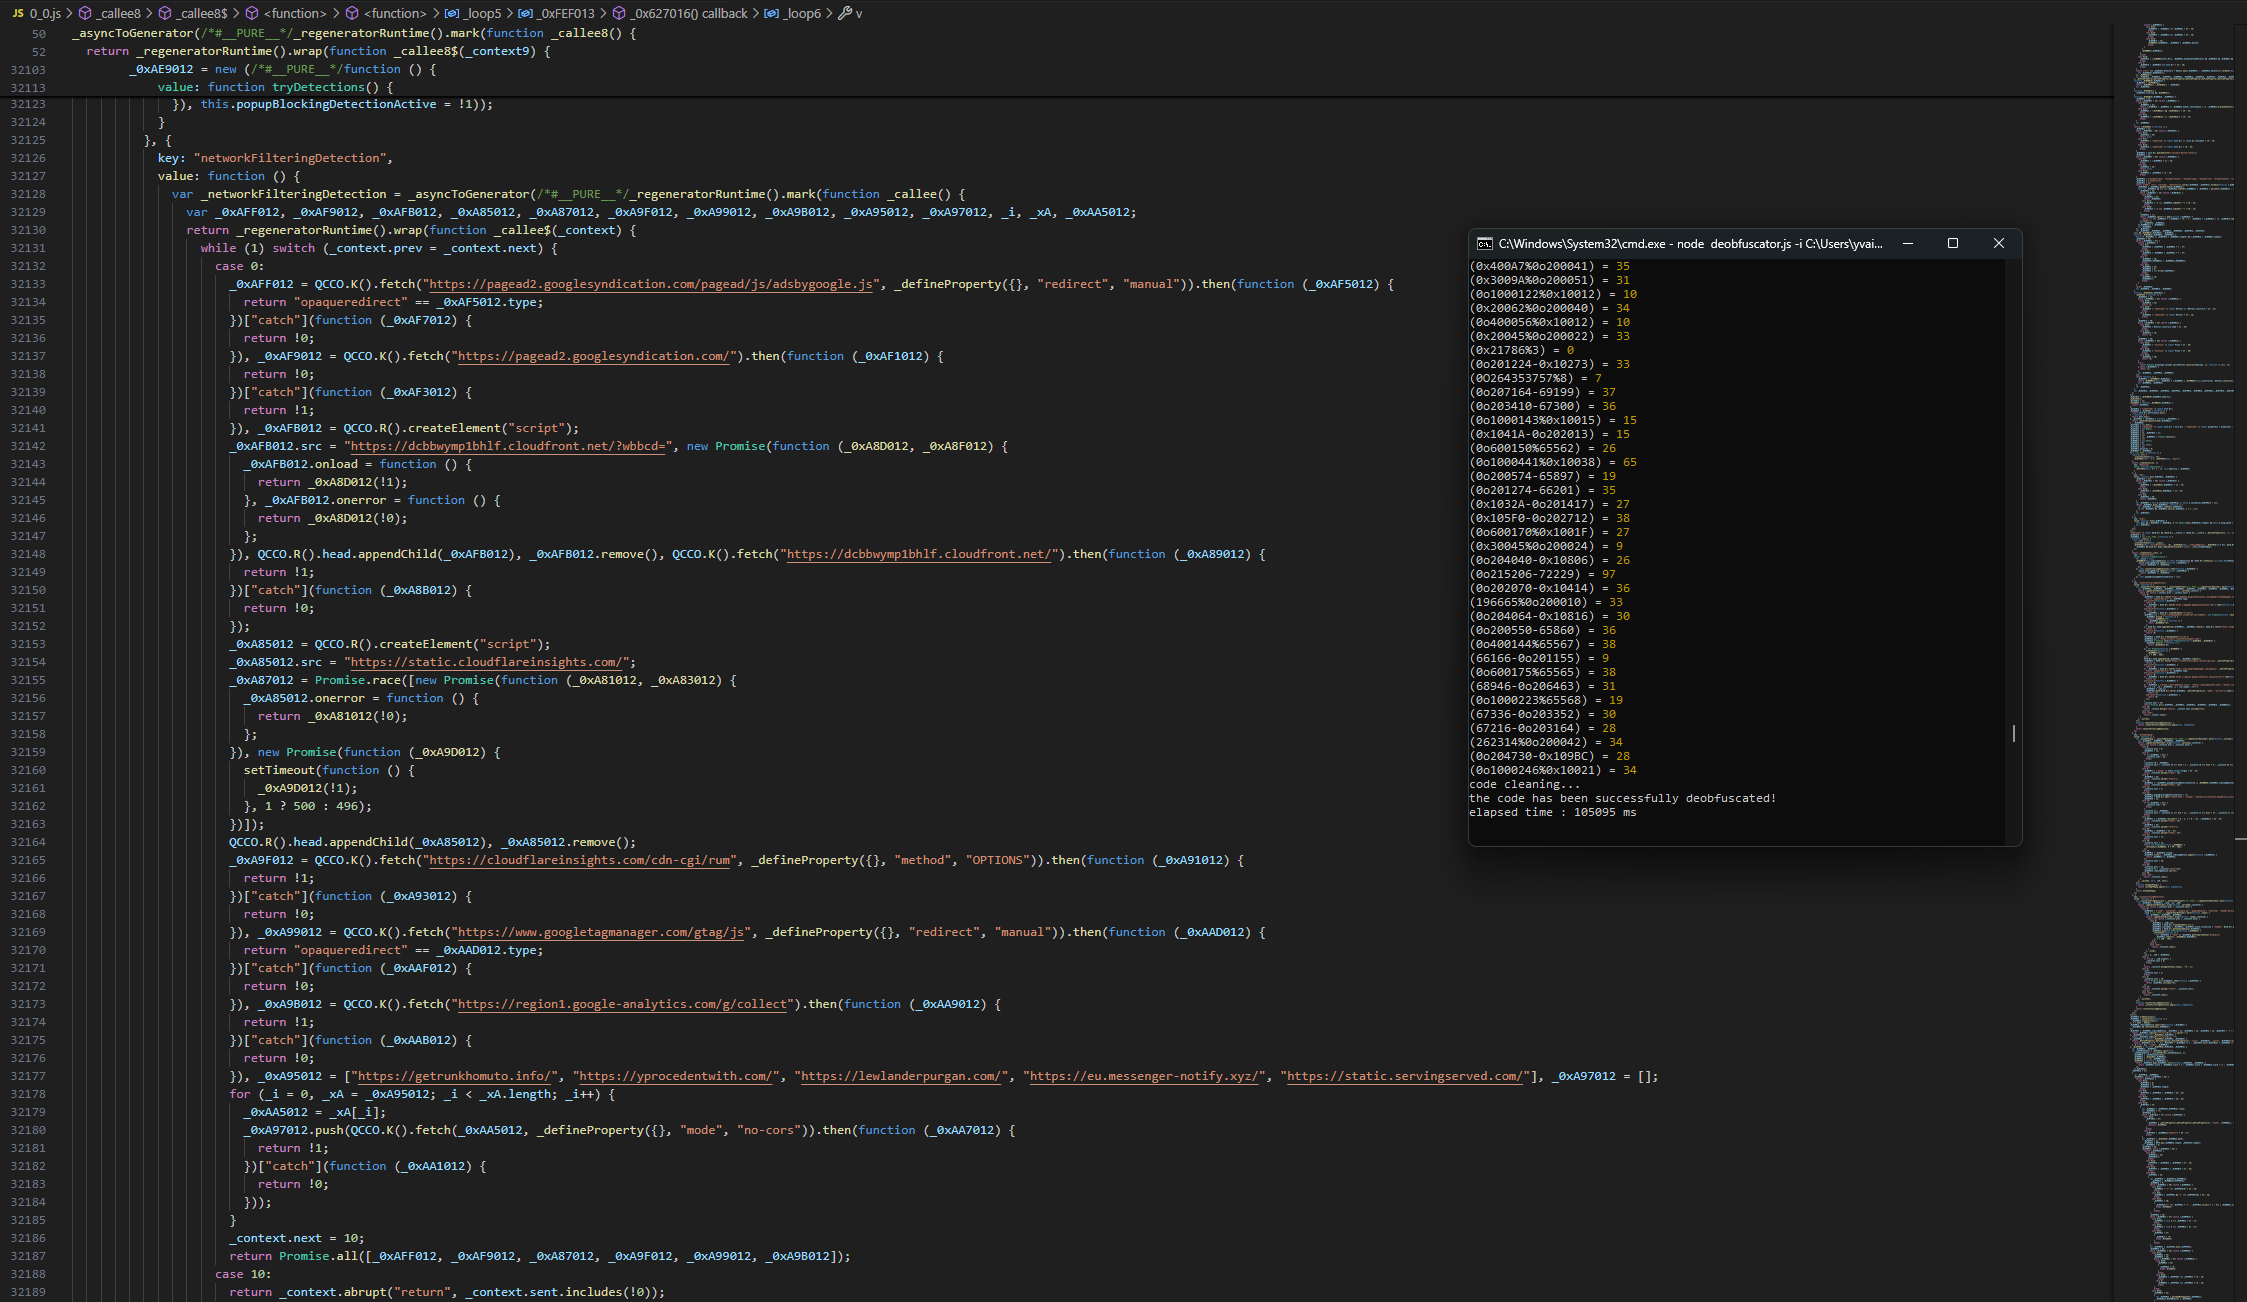 JS 0_0.js > _callee8 > _callee8$ > <function> > <function> > _loop5 > _0xFEF013 > _0x627016() callback > _loop6 > v
50 _asyncToGenerator(/*#__PURE__*/_regeneratorRuntime().mark(function _callee8() {
52 return _regeneratorRuntime().wrap(function _callee8$(_context9) {
32103 _0xAE9012 = new (/*#__PURE__*/function () {
32113 value: function tryDetections() {
32123 }), this.popupBlockingDetectionActive = !1));
32124 }
32125 }, {
32126 key: "networkFilteringDetection",
32127 value: function () {
32128 var _networkFilteringDetection = _asyncToGenerator(/*#__PURE__*/_regeneratorRuntime().mark(function _callee() {
32129 var _0xAFF012, _0xAF9012, _0xAFB012, _0xA85012, _0xA87012, _0xA9F012, _0xA99012, _0xA9B012, _0xA95012, _0xA97012, _i, _xA, _0xAA5012;
32130 return _regeneratorRuntime().wrap(function _callee$(_context) {
32131 while (1) switch (_context.prev = _context.next) {
32132 case 0:
32133 _0xAFF012 = QCCO.K().fetch("https://pagead2.googlesyndication.com/pagead/js/adsbygoogle.js", _defineProperty({}, "redirect", "manual")).then(function (_0xAF5012) {
32134 return "opaqueredirect" == _0xAF5012.type;
32135 })["catch"](function (_0xAF7012) {
32136 return !0;
32137 }), _0xAF9012 = QCCO.K().fetch("https://pagead2.googlesyndication.com/").then(function (_0xAF1012) {
32138 return !0;
32139 })["catch"](function (_0xAF3012) {
32140 return !1;
32141 }), _0xAFB012 = QCCO.R().createElement("script");
32142 _0xAFB012.src = "https://dcbbwymp1bhlf.cloudfront.net/?wbbcd=", new Promise(function (_0xA8D012, _0xA8F012) {
32143 _0xAFB012.onload = function () {
32144 return _0xA8D012(!1);
32145 }, _0xAFB012.onerror = function () {
32146 return _0xA8D012(!0);
32147 };
32148 }), QCCO.R().head.appendChild(_0xAFB012), _0xAFB012.remove(), QCCO.K().fetch("https://dcbbwymp1bhlf.cloudfront.net/").then(function (_0xA89012) {
32149 return !1;
32150 })["catch"](function (_0xA8B012) {
32151 return !0;
32152 });
32153 _0xA85012 = QCCO.R().createElement("script");
32154 _0xA85012.src = "https://static.cloudflareinsights.com/";
32155 _0xA87012 = Promise.race([new Promise(function (_0xA81012, _0xA83012) {
32156 _0xA85012.onerror = function () {
32157 return _0xA81012(!0);
32158 };
32159 }), new Promise(function (_0xA9D012) {
32160 setTimeout(function () {
32161 _0xA9D012(!1);
32162 }, 1 ? 500 : 496);
32163 })]);
32164 QCCO.R().head.appendChild(_0xA85012), _0xA85012.remove();
32165 _0xA9F012 = QCCO.K().fetch("https://cloudflareinsights.com/cdn-cgi/rum", _defineProperty({}, "method", "OPTIONS")).then(function (_0xA91012) {
32166 return !1;
32167 })["catch"](function (_0xA93012) {
32168 return !0;
32169 }), _0xA99012 = QCCO.K().fetch("https://www.googletagmanager.com/gtag/js", _defineProperty({}, "redirect", "manual")).then(function (_0xAAD012) {
32170 return "opaqueredirect" == _0xAAD012.type;
32171 })["catch"](function (_0xAAF012) {
32172 return !0;
32173 }), _0xA9B012 = QCCO.K().fetch("https://region1.google-analytics.com/g/collect").then(function (_0xAA9012) {
32174 return !1;
32175 })["catch"](function (_0xAAB012) {
32176 return !0;
32177 }), _0xA95012 = ["https://getrunkhomuto.info/", "https://yprocedentwith.com/", "https://lewlanderpurgan.com/", "https://eu.messenger-notify.xyz/", "https://static.servingserved.com/"], _0xA97012 = [];
32178 for (_i = 0, _xA = _0xA95012; _i < _xA.length; _i++) {
32179 _0xAA5012 = _xA[_i];
32180 _0xA97012.push(QCCO.K().fetch(_0xAA5012, _defineProperty({}, "mode", "no-cors")).then(function (_0xAA7012) {
32181 return !1;
32182 })["catch"](function (_0xAA1012) {
32183 return !0;
32184 }));
32185 }
32186 _context.next = 10;
32187 return Promise.all([_0xAFF012, _0xAF9012, _0xA87012, _0xA9F012, _0xA99012, _0xA9B012]);
32188 case 10:
32189 return _context.abrupt("return", _context.sent.includes(!0));
C:\Windows\System32\cmd.exe - node deobfuscator.js -i C:\Users\yvai...
(0x400A7%0o200041) = 35
(0x3009A%0o200051) = 31
(0o1000122%0x10012) = 10
(0x20062%0o200040) = 34
(0o400056%0x10012) = 10
(0x20045%0o200022) = 33
(0x21786%3) = 0
(0o201224-0x10273) = 33
(0O264353757%8) = 7
(0o207164-69199) = 37
(0o203410-67300) = 36
(0o1000143%0x10015) = 15
(0x1041A-0o202013) = 15
(0o600150%65562) = 26
(0o1000441%0x10038) = 65
(0o200574-65897) = 19
(0o201274-66201) = 35
(0x1032A-0o201417) = 27
(0x105F0-0o202712) = 38
(0o600170%0x1001F) = 27
(0x30045%0o200024) = 9
(0o204040-0x10806) = 26
(0o215206-72229) = 97
(0o202070-0x10414) = 36
(196665%0o200010) = 33
(0o204064-0x10816) = 30
(0o200550-65860) = 36
(0o400144%65567) = 38
(66166-0o201155) = 9
(0o600175%65565) = 38
(68946-0o206463) = 31
(0o1000223%65568) = 19
(67336-0o203352) = 30
(67216-0o203164) = 28
(262314%0o200042) = 34
(0o204730-0x109BC) = 28
(0o1000246%0x10021) = 34
code cleaning...
the code has been successfully deobfuscated!
elapsed time : 105095 ms